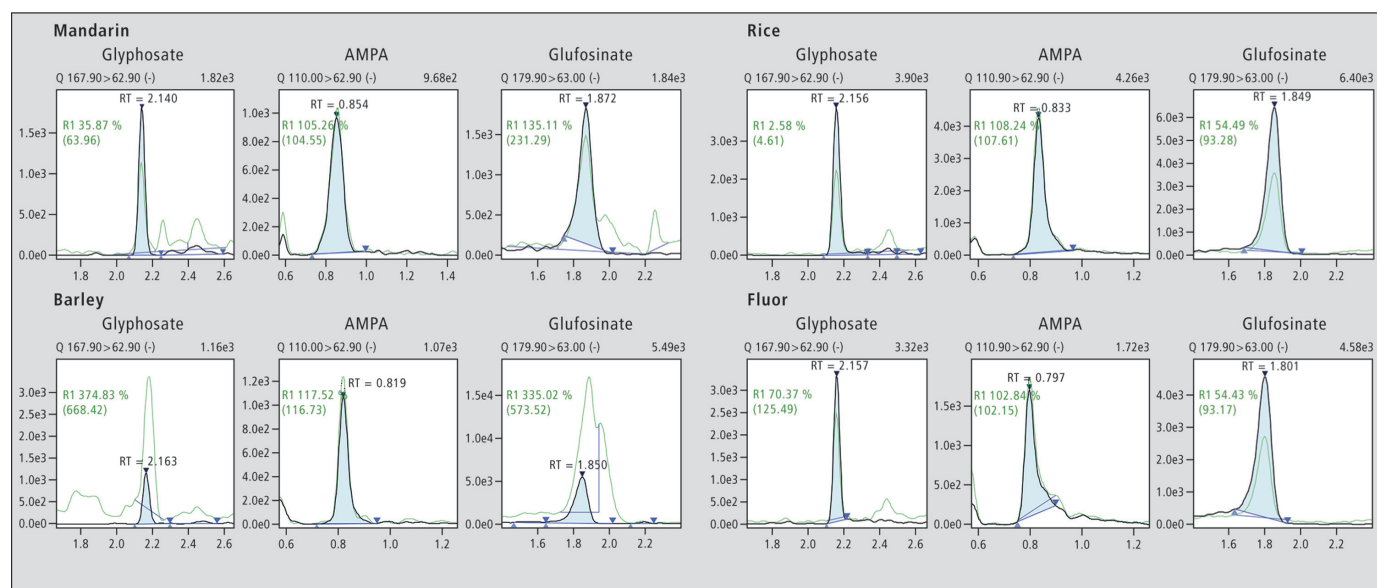 Mandarin
Glyphosate
Q 167.90>62.90 (-) 1.82e3
RT = 2.140
R1 35.87 %
(63.96)
1.5e3
1.0e3
5.0e2
0.0e0
1.8 2.0 2.2 2.4 2.6
AMPA
Q 110.00>62.90 (-) 9.68e2
RT = 0.854
R1 105.26 %
(104.55)
1.0e3
8.0e2
6.0e2
4.0e2
2.0e2
0.0e0
0.6 0.8 1.0 1.2 1.4
Glufosinate
Q 179.90>63.00 (-) 1.84e3
RT = 1.872
R1 135.11 %
(231.29)
1.5e3
1.0e3
5.0e2
0.0e0
1.6 1.8 2.0 2.2
Rice
Glyphosate
Q 167.90>62.90 (-) 3.90e3
RT = 2.156
R1 2.58 %
(4.61)
3.0e3
2.0e3
1.0e3
0.0e0
1.8 2.0 2.2 2.4 2.6
AMPA
Q 110.90>62.90 (-) 4.26e3
RT = 0.833
R1 108.24 %
(107.61)
4.0e3
3.0e3
2.0e3
1.0e3
0.0e0
0.6 0.8 1.0 1.2
Glufosinate
Q 179.90>63.00 (-) 6.40e3
RT = 1.849
R1 54.49 %
(93.28)
6.0e3
5.0e3
4.0e3
3.0e3
2.0e3
1.0e3
0.0e0
1.6 1.8 2.0 2.2
Barley
Glyphosate
Q 167.90>62.90 (-) 1.16e3
R1 374.83 %
(668.42)
RT = 2.163
3.0e3
2.5e3
2.0e3
1.5e3
1.0e3
5.0e2
0.0e0
1.8 2.0 2.2 2.4 2.6
AMPA
Q 110.00>62.90 (-) 1.07e3
RT = 0.819
R1 117.52 %
(116.73)
1.2e3
1.0e3
8.0e2
6.0e2
4.0e2
2.0e2
0.0e0
0.6 0.8 1.0 1.2
Glufosinate
Q 179.90>63.00 (-) 5.49e3
R1 335.02 %
(573.52)
RT = 1.850
1.5e4
1.0e4
5.0e3
0.0e0
1.6 1.8 2.0 2.2
Fluor
Glyphosate
Q 167.90>62.90 (-) 3.32e3
RT = 2.157
R1 70.37 %
(125.49)
3.0e3
2.0e3
1.0e3
0.0e0
1.8 2.0 2.2 2.4 2.6
AMPA
Q 110.90>62.90 (-) 1.72e3
RT = 0.797
R1 102.84 %
(102.15)
1.5e3
1.0e3
5.0e2
0.0e0
0.6 0.8 1.0 1.2
Glufosinate
Q 179.90>63.00 (-) 4.58e3
RT = 1.801
R1 54.43 %
(93.17)
4.0e3
3.0e3
2.0e3
1.0e3
0.0e0
1.6 1.8 2.0 2.2